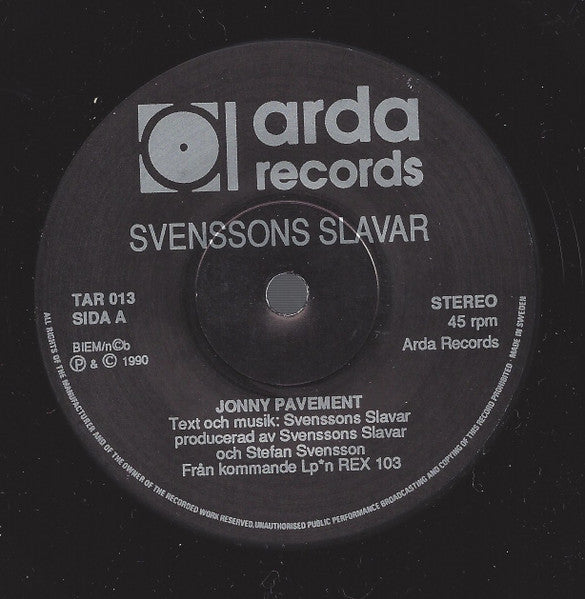 arda
records
SVENSSONS SLAVAR
TAR 013
SIDA A
BIEM/n©b
℗ & © 1990
STEREO
45 rpm
Arda Records
JONNY PAVEMENT
Text och musik: Svenssons Slavar
producerad av Svenssons Slavar
och Stefan Svensson
Från kommande Lp*n REX 103
ALL RIGHTS OF THE MANUFACTURER AND OF THE OWNER OF THE RECORDED WORK RESERVED, UNAUTHORISED PUBLIC PERFORMANCE BROADCASTING AND COPYING OF THIS RECORD PROHIBITED · MADE IN SWEDEN